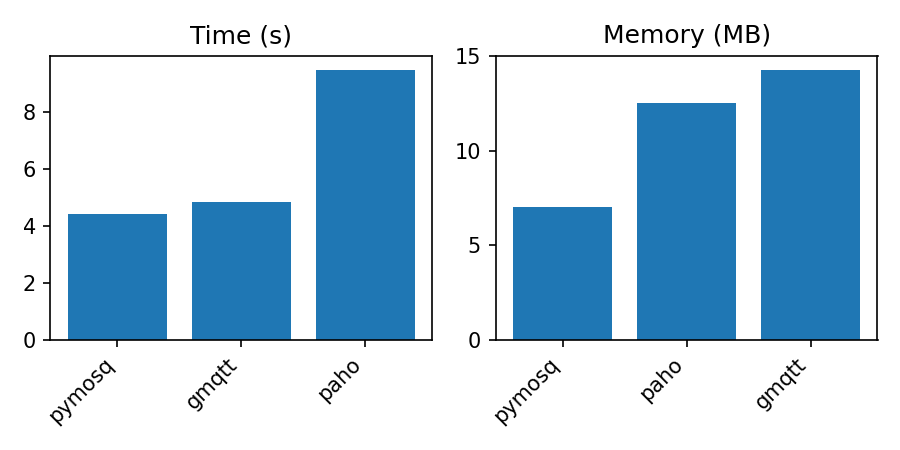 Time (s)
8
6
4
2
0
pymosq
gmqtt
paho
Memory (MB)
15
10
5
0
pymosq
paho
gmqtt